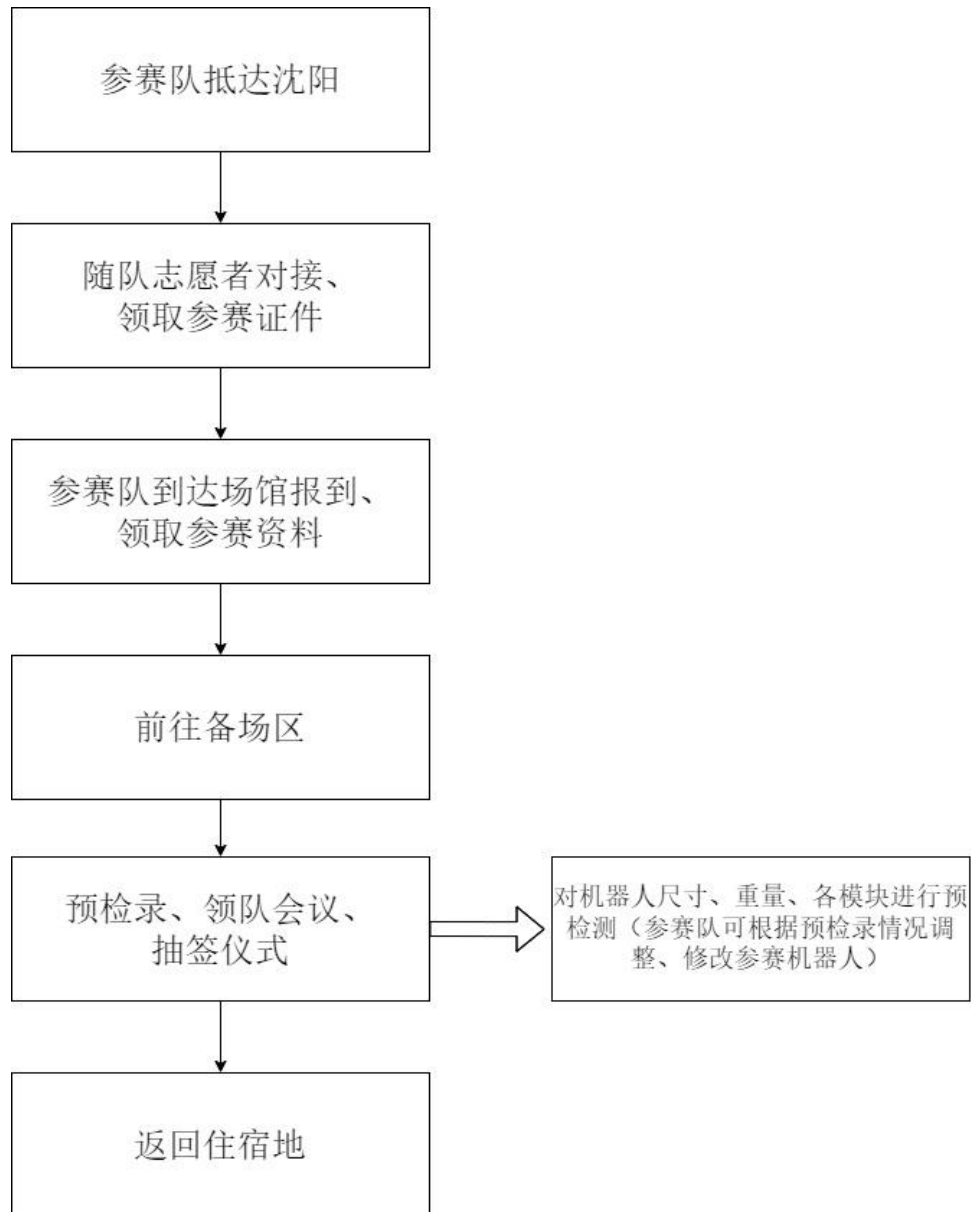 参赛队抵达沈阳
随队志愿者对接、
领取参赛证件
参赛队到达场馆报到、
领取参赛资料
前往备场区
预检录、领队会议、
抽签仪式
对机器人尺寸、重量、各模块进行预
检测（参赛队可根据预检录情况调
整、修改参赛机器人）
返回住宿地